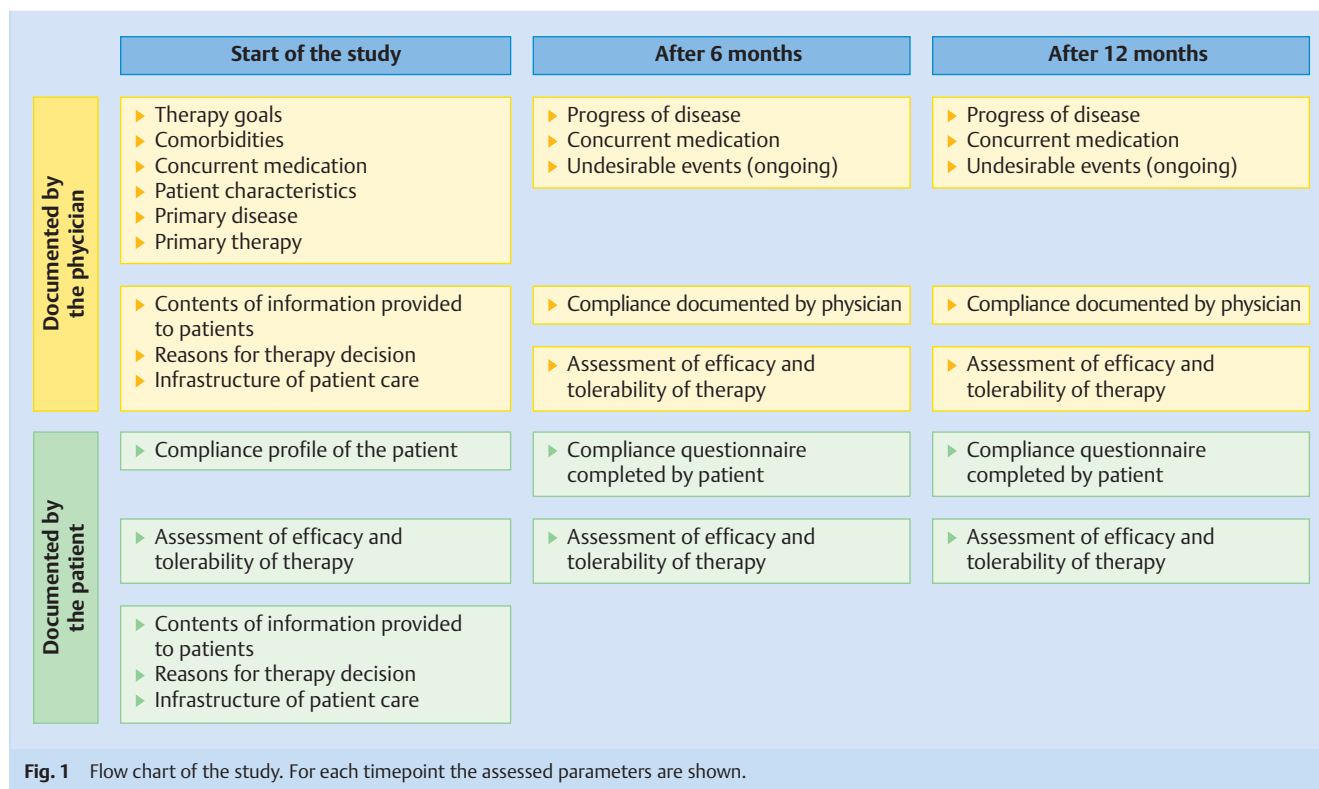 Start of the study
After 6 months
After 12 months
Documented by
the phycician
Therapy goals
Comorbidities
Concurrent medication
Patient characteristics
Primary disease
Primary therapy
Progress of disease
Concurrent medication
Undesirable events (ongoing)
Progress of disease
Concurrent medication
Undesirable events (ongoing)
Contents of information provided
to patients
Reasons for therapy decision
Infrastructure of patient care
Compliance documented by physician
Assessment of efficacy and
tolerability of therapy
Compliance documented by physician
Assessment of efficacy and
tolerability of therapy
Documented by
the patient
Compliance profile of the patient
Compliance questionnaire
completed by patient
Compliance questionnaire
completed by patient
Assessment of efficacy and
tolerability of therapy
Assessment of efficacy and
tolerability of therapy
Assessment of efficacy and
tolerability of therapy
Contents of information provided
to patients
Reasons for therapy decision
Infrastructure of patient care
Fig. 1 Flow chart of the study. For each timepoint the assessed parameters are shown.